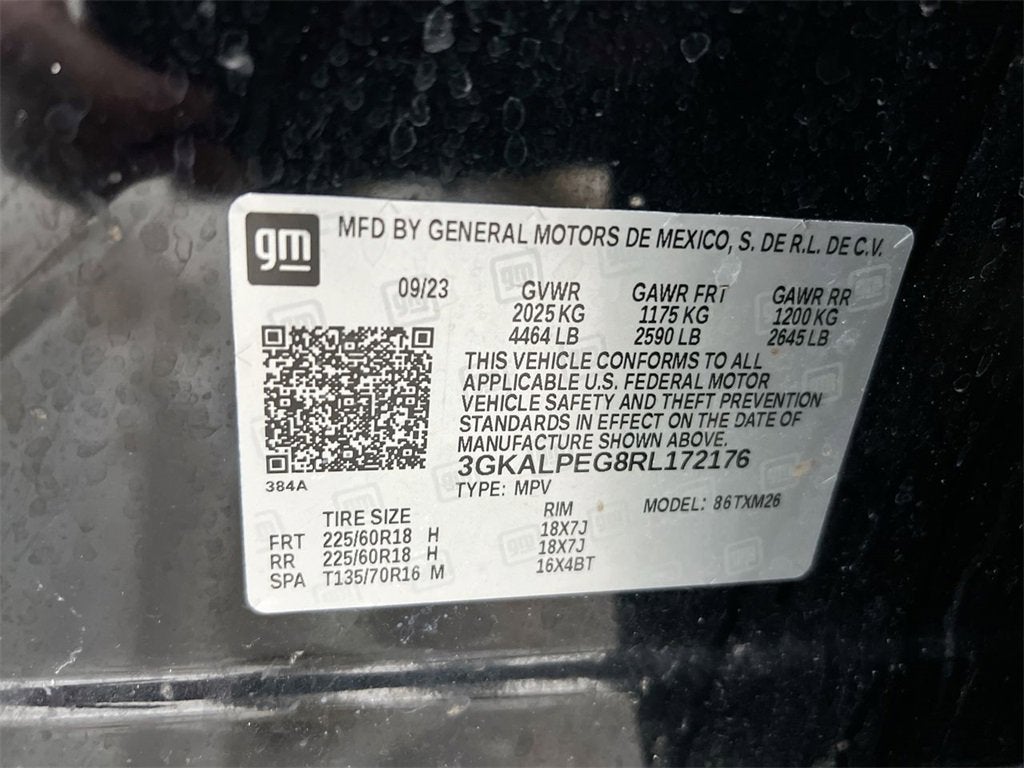 gm
MFD BY GENERAL MOTORS DE MEXICO, S. DE R.L. DE C.V.
09/23 GVWR GAWR FRT GAWR RR
2025 KG 1175 KG 1200 KG
4464 LB 2590 LB 2645 LB
THIS VEHICLE CONFORMS TO ALL
APPLICABLE U.S. FEDERAL MOTOR
VEHICLE SAFETY AND THEFT PREVENTION
STANDARDS IN EFFECT ON THE DATE OF
MANUFACTURE SHOWN ABOVE.
3GKALPEG8RL172176
384A
TYPE: MPV MODEL: 86TXM26
TIRE SIZE RIM
FRT 225/60R18 H 18X7J
RR 225/60R18 H 18X7J
SPA T135/70R16 M 16X4BT